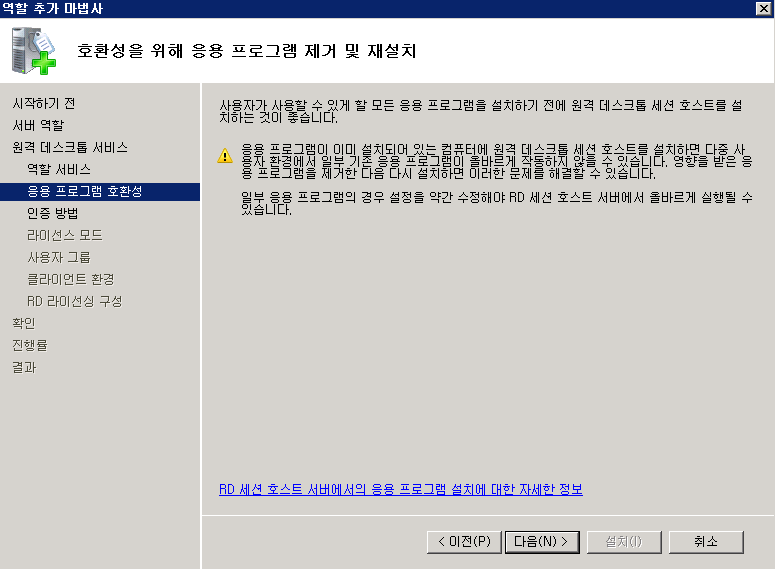 역할 추가 마법사
호환성을 위해 응용 프로그램 제거 및 재설치
시작하기 전
서버 역할
원격 데스크톱 서비스
역할 서비스
응용 프로그램 호환성
인증 방법
라이선스 모드
사용자 그룹
클라이언트 환경
RD 라이선싱 구성
확인
진행률
결과
사용자가 사용할 수 있게 할 모든 응용 프로그램을 설치하기 전에 원격 데스크톱 세션 호스트를 설
치하는 것이 좋습니다.
응용 프로그램이 이미 설치되어 있는 컴퓨터에 원격 데스크톱 세션 호스트를 설치하면 다중 사
용자 환경에서 일부 기존 응용 프로그램이 올바르게 작동하지 않을 수 있습니다. 영향을 받은 응
용 프로그램을 제거한 다음 다시 설치하면 이러한 문제를 해결할 수 있습니다.
일부 응용 프로그램의 경우 설정을 약간 수정해야 RD 세션 호스트 서버에서 올바르게 실행될 수
있습니다.
RD 세션 호스트 서버에서의 응용 프로그램 설치에 대한 자세한 정보
< 이전(P)
다음(N) >
설치(I)
취소